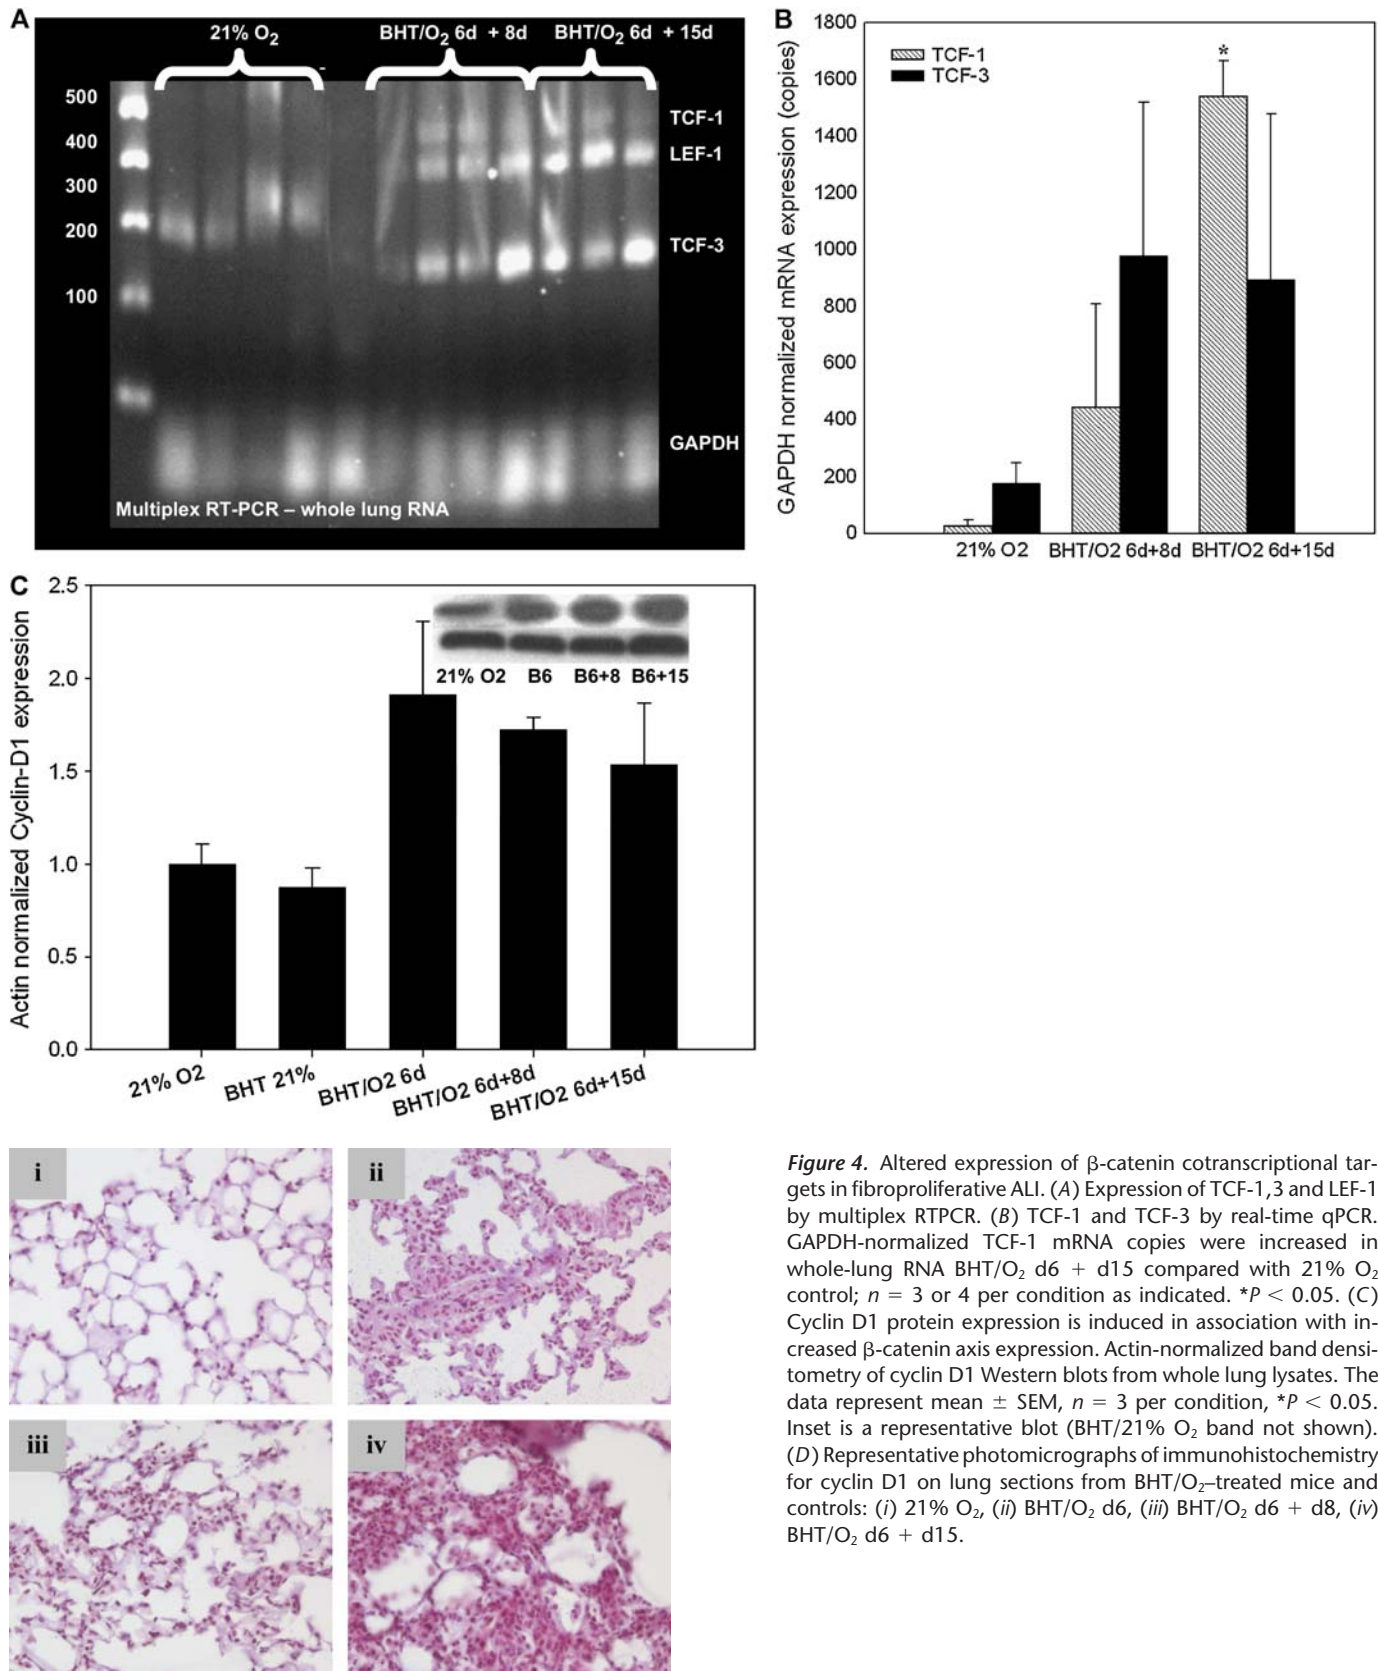 A
21% O2
BHT/O2 6d + 8d
BHT/O2 6d + 15d
-
500
400
300
200
100
TCF-1
LEF-1
TCF-3
GAPDH
Multiplex RT-PCR – whole lung RNA
B
GAPDH normalized mRNA expression (copies)
1800
1600
1400
1200
1000
800
600
400
200
0
TCF-1
TCF-3
*
21% O2
BHT/O2 6d+8d
BHT/O2 6d+15d
C
Actin normalized Cyclin-D1 expression
2.5
2.0
1.5
1.0
0.5
0.0
21% O2 B6 B6+8 B6+15
21% O2
BHT 21%
BHT/O2 6d
BHT/O2 6d+8d
BHT/O2 6d+15d
i
ii
iii
iv
Figure 4. Altered expression of β-catenin cotranscriptional tar-
gets in fibroproliferative ALI. (A) Expression of TCF-1,3 and LEF-1
by multiplex RTPCR. (B) TCF-1 and TCF-3 by real-time qPCR.
GAPDH-normalized TCF-1 mRNA copies were increased in
whole-lung RNA BHT/O2 d6 + d15 compared with 21% O2
control; n = 3 or 4 per condition as indicated. *P < 0.05. (C)
Cyclin D1 protein expression is induced in association with in-
creased β-catenin axis expression. Actin-normalized band densi-
tometry of cyclin D1 Western blots from whole lung lysates. The
data represent mean ± SEM, n = 3 per condition, *P < 0.05.
Inset is a representative blot (BHT/21% O2 band not shown).
(D) Representative photomicrographs of immunohistochemistry
for cyclin D1 on lung sections from BHT/O2–treated mice and
controls: (i) 21% O2, (ii) BHT/O2 d6, (iii) BHT/O2 d6 + d8, (iv)
BHT/O2 d6 + d15.